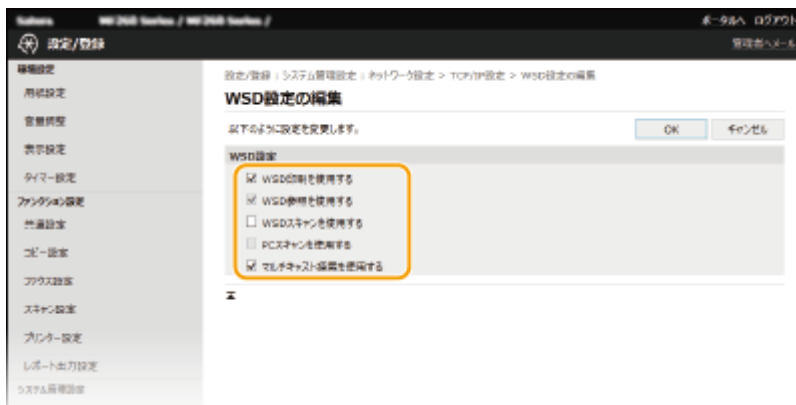 ポータルへ ログアウト
設定/登録
管理者へメール
環境設定
用紙設定
音量調整
表示設定
タイマー設定
ファンクション設定
共通設定
コピー設定
ファクス設定
スキャン設定
プリンター設定
レポート出力設定
システム管理設定
設定/登録 : システム管理設定 : ネットワーク設定 > TCP/IP設定 > WSD設定の編集
WSD設定の編集
以下のように設定を変更します。
OK
キャンセル
WSD設定
WSD印刷を使用する
WSD参照を使用する
WSDスキャンを使用する
PCスキャンを使用する
マルチキャスト探索を使用する